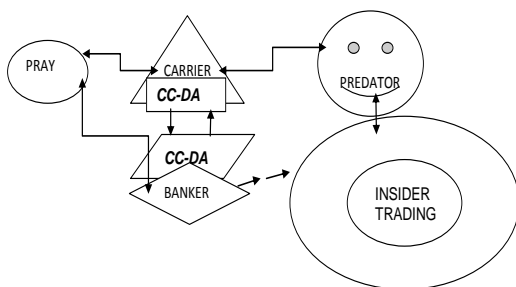 PRAY
CARRIER
PREDATOR
CC-DA
CC-DA
BANKER
INSIDER
TRADING